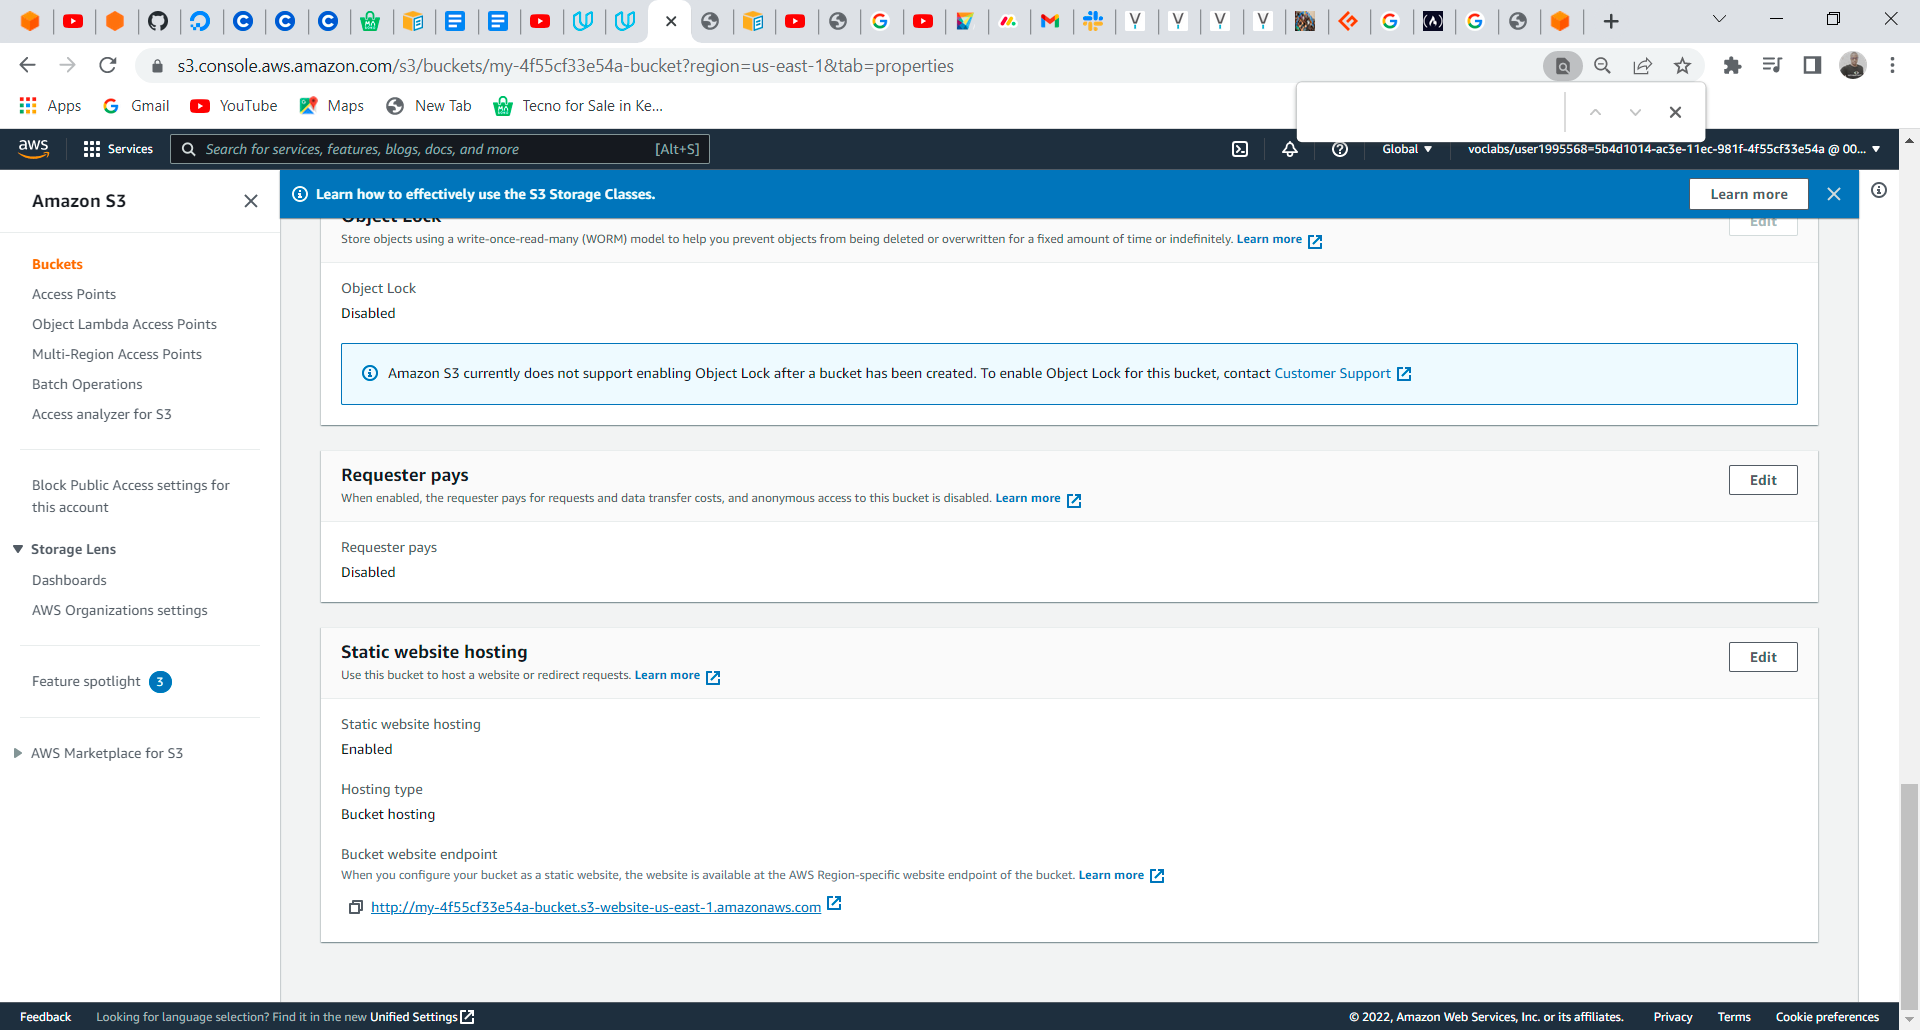 s3.console.aws.amazon.com/s3/buckets/my-4f55cf33e54a-bucket?region=us-east-1&tab=properties
Apps
Gmail
YouTube
Maps
New Tab
Tecno for Sale in Ke...
aws
Services
Search for services, features, blogs, docs, and more
[Alt+S]
Global
voclabs/user1995568=5b4d1014-ac3e-11ec-981f-4f55cf33e54a @ 00...
Amazon S3
Buckets
Access Points
Object Lambda Access Points
Multi-Region Access Points
Batch Operations
Access analyzer for S3
Block Public Access settings for
this account
Storage Lens
Dashboards
AWS Organizations settings
Feature spotlight 3
AWS Marketplace for S3
Learn how to effectively use the S3 Storage Classes.
Learn more
Object Lock
Edit
Store objects using a write-once-read-many (WORM) model to help you prevent objects from being deleted or overwritten for a fixed amount of time or indefinitely. Learn more
Object Lock
Disabled
Amazon S3 currently does not support enabling Object Lock after a bucket has been created. To enable Object Lock for this bucket, contact Customer Support
Requester pays
Edit
When enabled, the requester pays for requests and data transfer costs, and anonymous access to this bucket is disabled. Learn more
Requester pays
Disabled
Static website hosting
Edit
Use this bucket to host a website or redirect requests. Learn more
Static website hosting
Enabled
Hosting type
Bucket hosting
Bucket website endpoint
When you configure your bucket as a static website, the website is available at the AWS Region-specific website endpoint of the bucket. Learn more
http://my-4f55cf33e54a-bucket.s3-website-us-east-1.amazonaws.com
Feedback
Looking for language selection? Find it in the new Unified Settings
© 2022, Amazon Web Services, Inc. or its affiliates.
Privacy
Terms
Cookie preferences